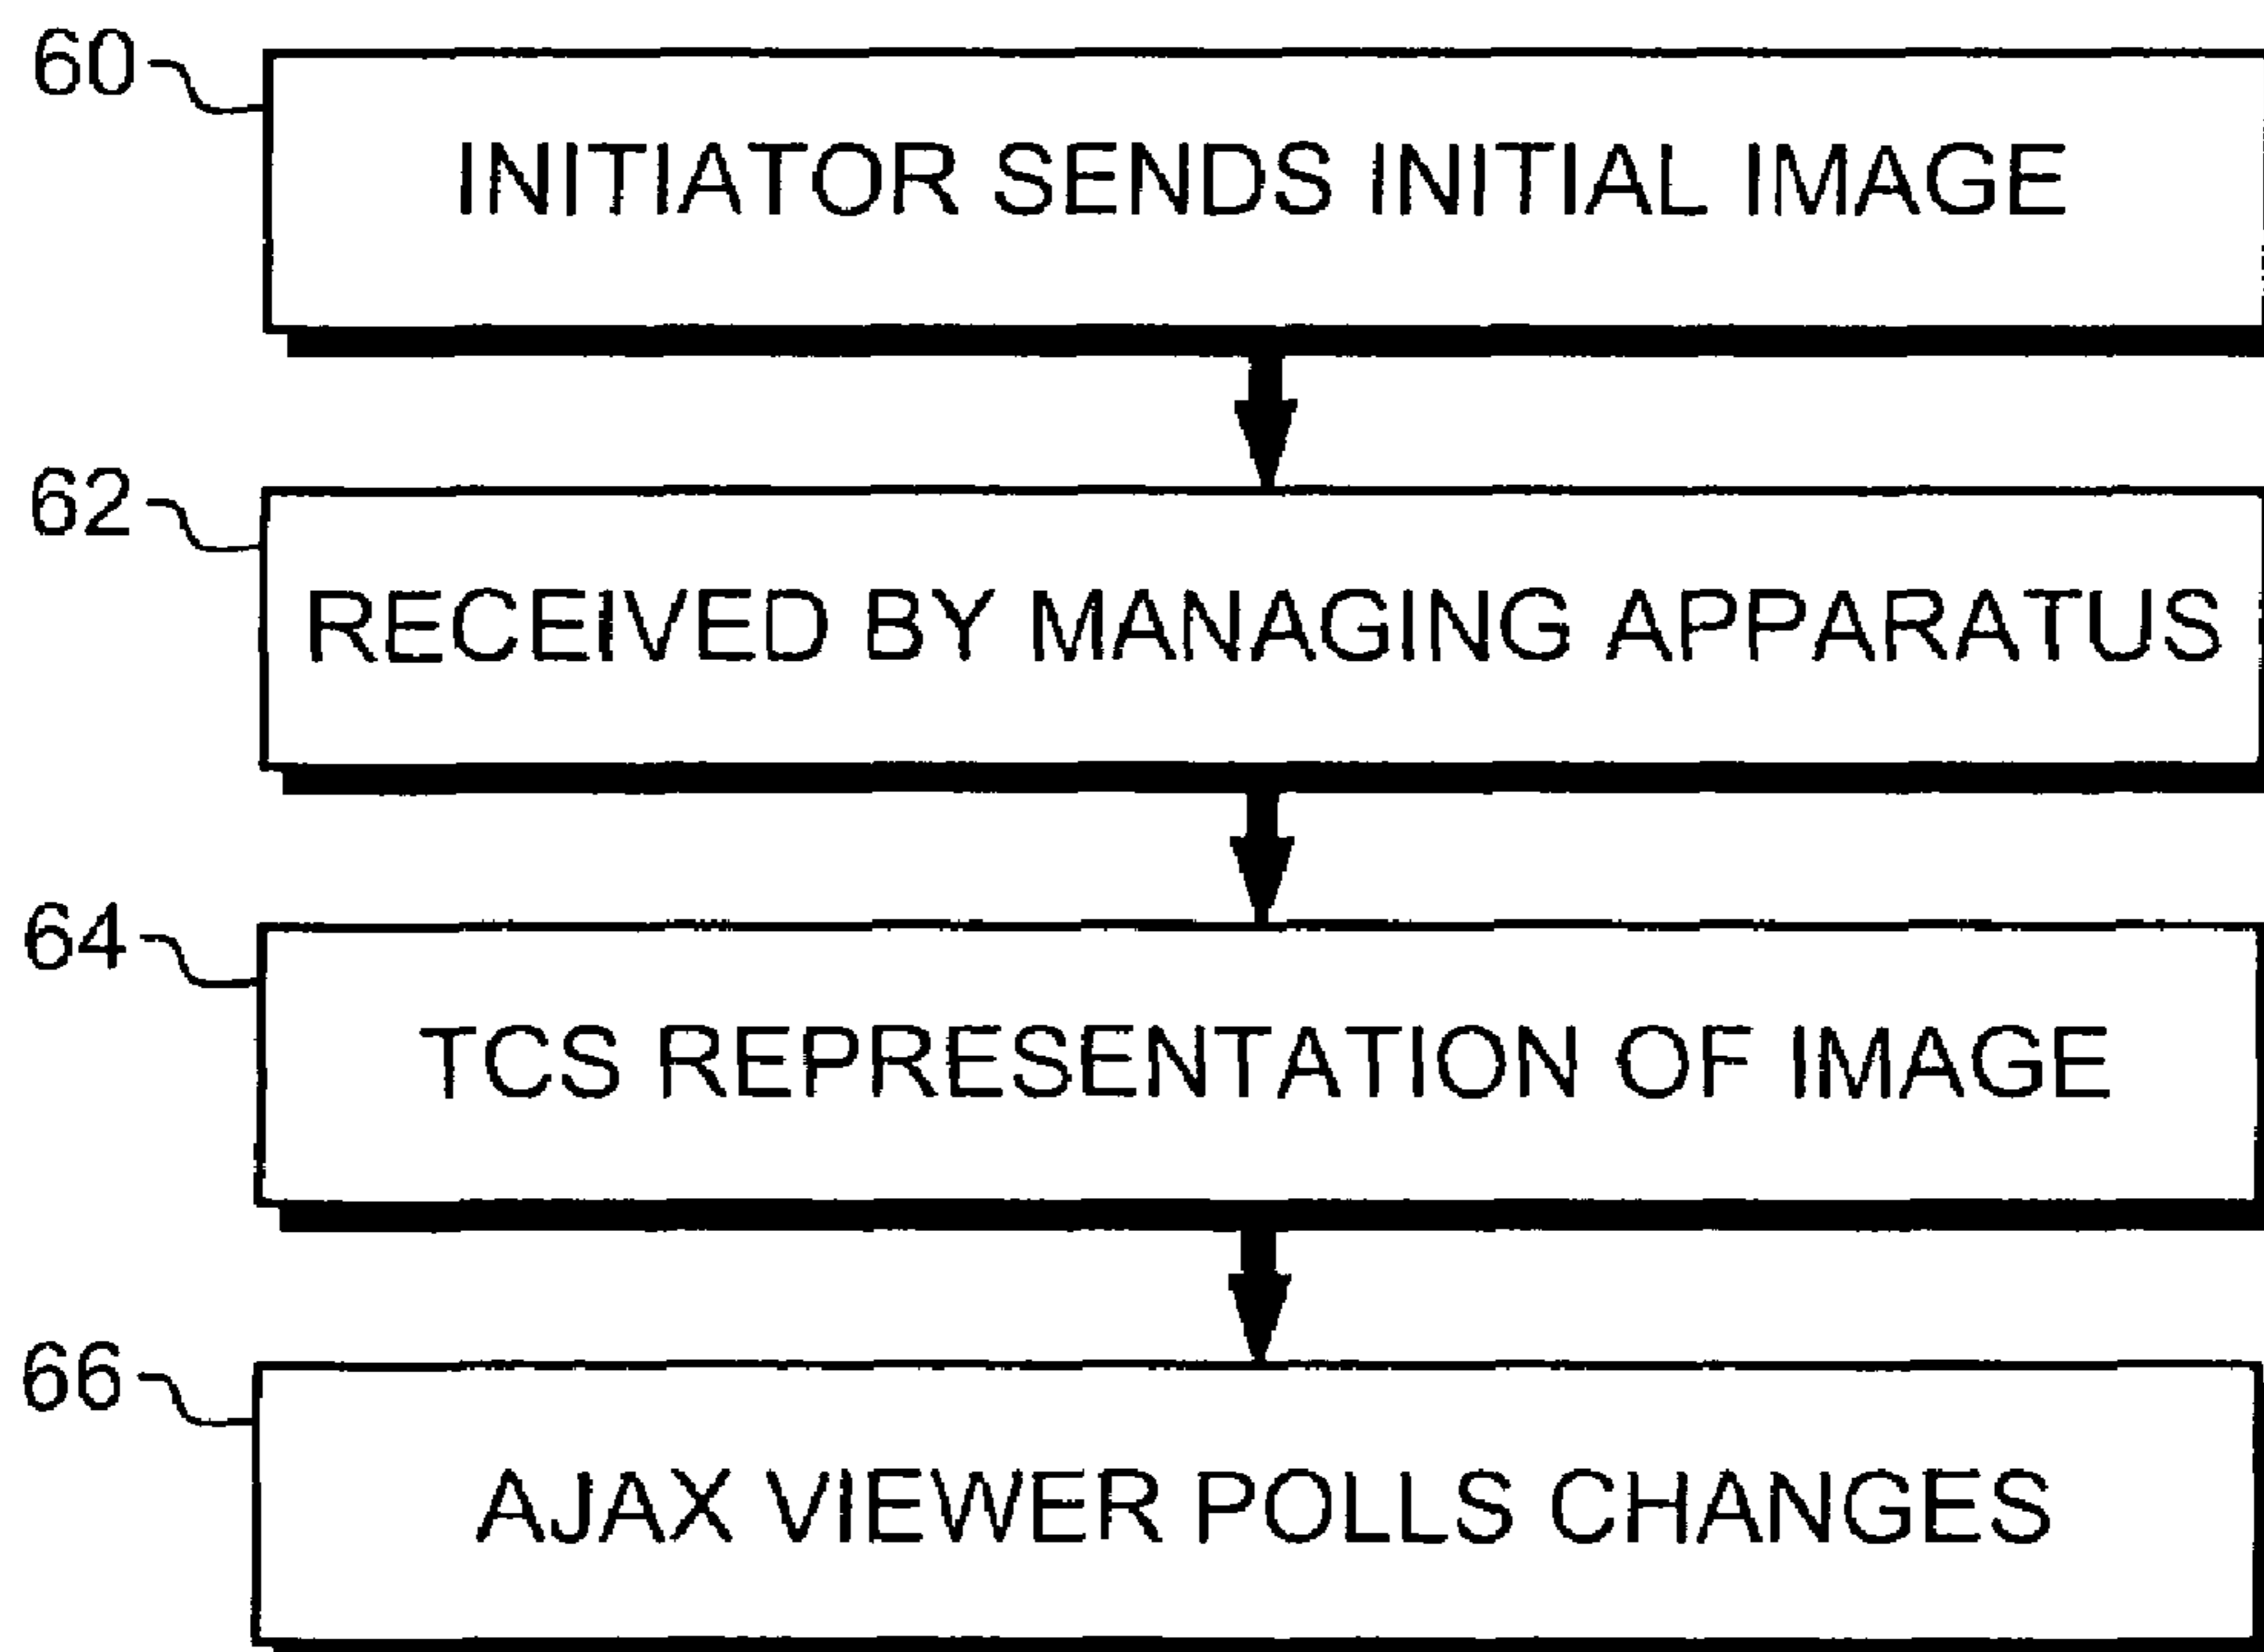 60
INITIATOR SENDS INITIAL IMAGE
62
RECEIVED BY MANAGING APPARATUS
64
TCS REPRESENTATION OF IMAGE
66
AJAX VIEWER POLLS CHANGES